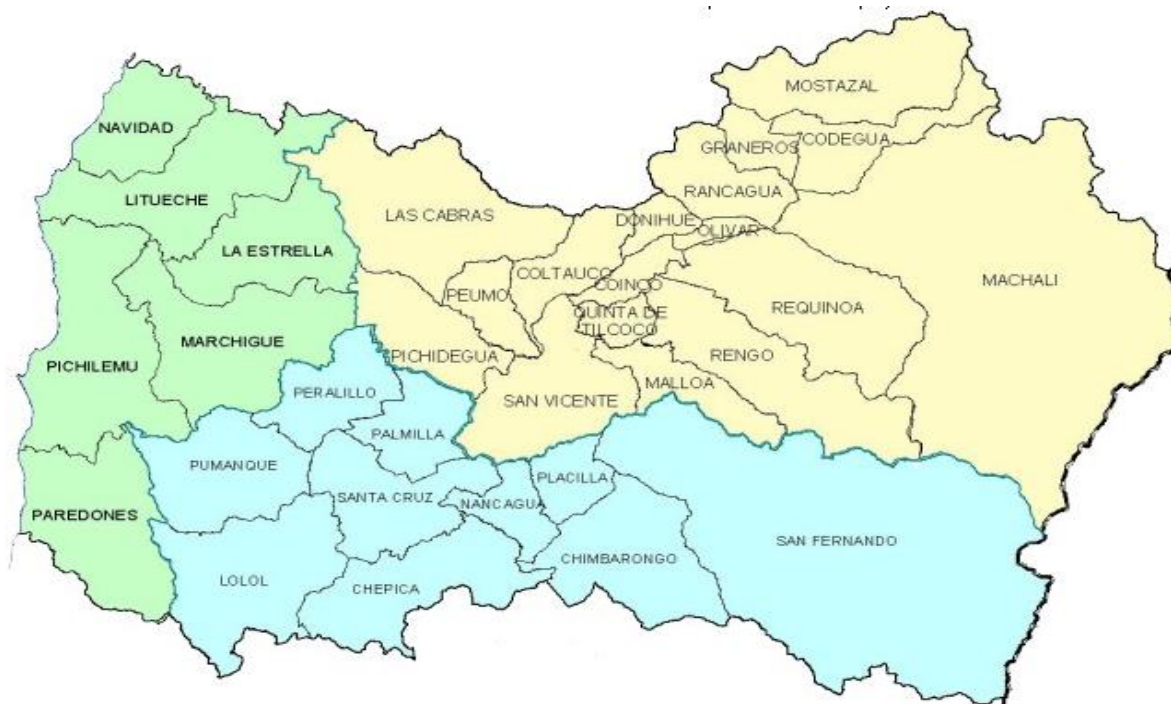 MOSTAZAL
NAVIDAD
CODEGUA
GRANEROS
RANCAGUA
LITUECHE
LAS CABRAS
DONIHUE
OLIVAR
LA ESTRELLA
COLTAUCO
MACHALI
COINCO
PEUMO
REQUINOA
QUINTA DE
TILCOCO
MARCHIGUE
PICHIDEGUA
RENGO
PICHILEMU
MALLOA
PERALILLO
SAN VICENTE
PALMILLA
PUMANQUE
PLACILLA
SANTA CRUZ
NANCAGUA
PAREDONES
SAN FERNANDO
CHIMBARONGO
LOLOL
CHEPICA